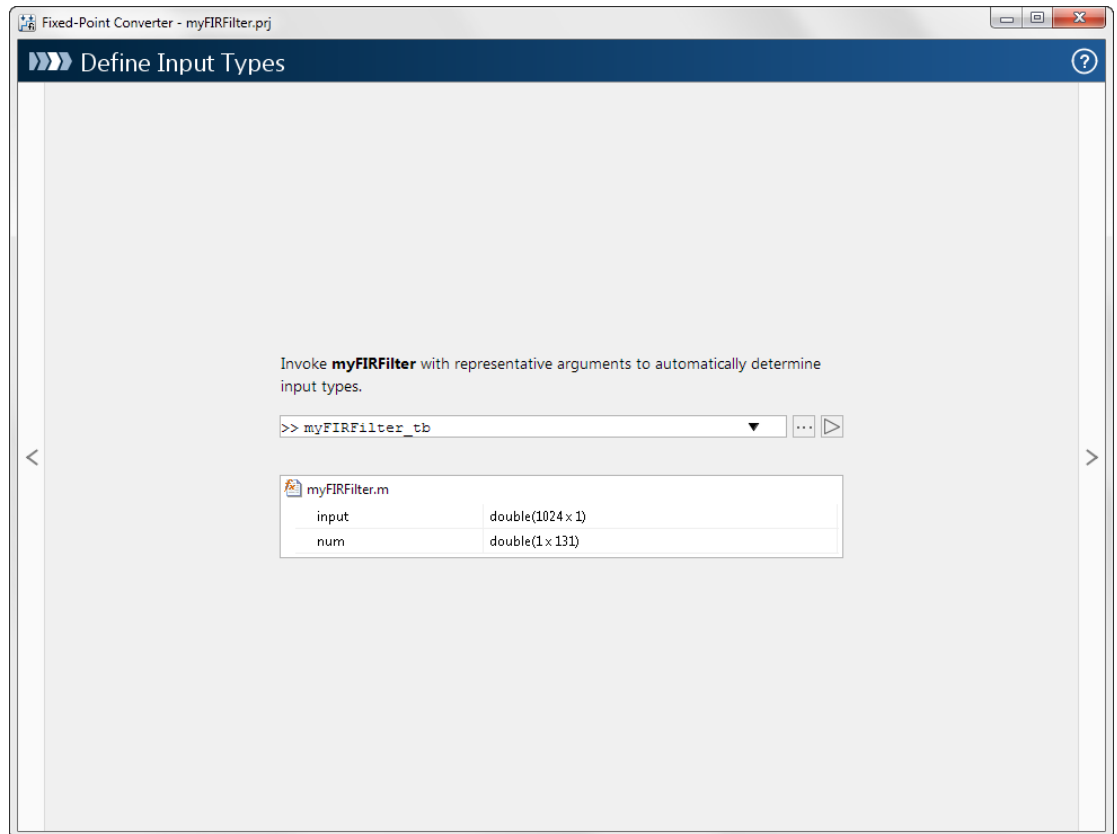 Fixed-Point Converter - myFIRFilter.prj
Define Input Types
?
Invoke myFIRFilter with representative arguments to automatically determine
input types.
>> myFIRFilter_tb
...
myFIRFilter.m
input double(1024 x 1)
num double(1 x 131)